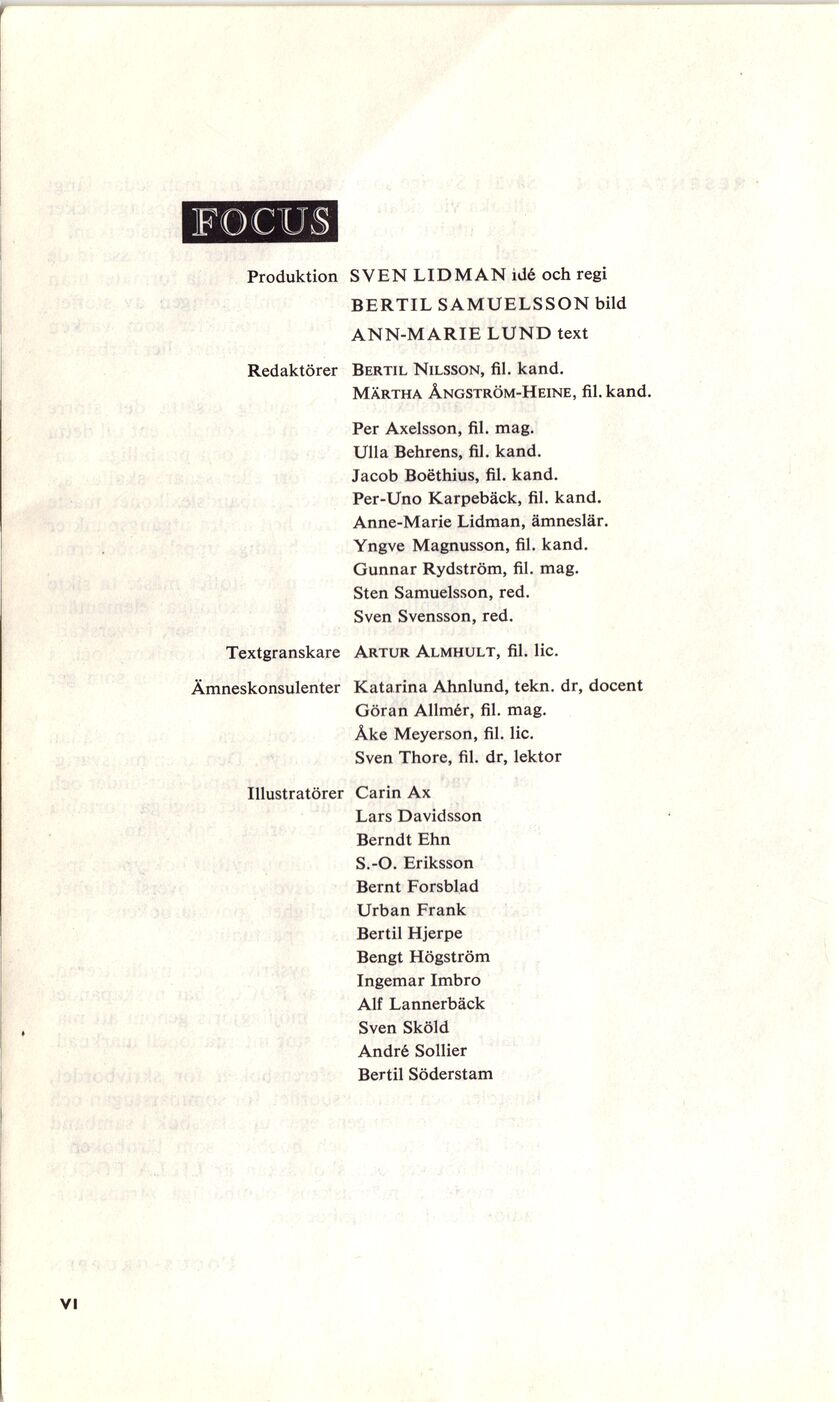 FOCUS
Produktion SVEN LIDMAN idé och regi
BERTIL SAMUELSSON bild
ANN-MARIE LUND text
Redaktörer BERTIL NILSSON, fil. kand.
MÄRTHA ÅNGSTRÖM-HEINE, fil. kand.
Per Axelsson, fil. mag.
Ulla Behrens, fil. kand.
Jacob Boëthius, fil. kand.
Per-Uno Karpebäck, fil. kand.
Anne-Marie Lidman, ämneslär.
Yngve Magnusson, fil. kand.
Gunnar Rydström, fil. mag.
Sten Samuelsson, red.
Sven Svensson, red.
Textgranskare ARTUR ALMHULT, fil. lic.
Ämneskonsulenter Katarina Ahnlund, tekn. dr, docent
Göran Allmér, fil. mag.
Åke Meyerson, fil. lic.
Sven Thore, fil. dr, lektor
Illustratörer Carin Ax
Lars Davidsson
Berndt Ehn
S.-O. Eriksson
Bernt Forsblad
Urban Frank
Bertil Hjerpe
Bengt Högström
Ingemar Imbro
Alf Lannerbäck
Sven Sköld
André Sollier
Bertil Söderstam
VI